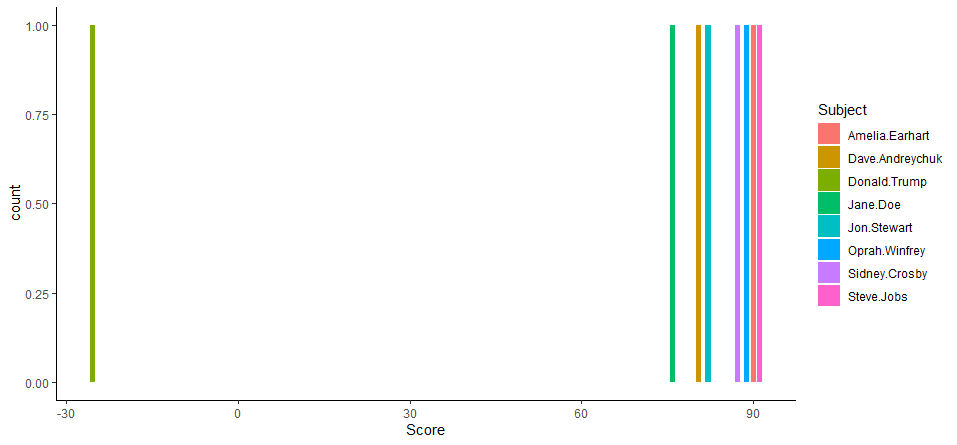 1.00
0.75
0.50
0.25
0.00
count
-30
0
30
60
90
Score
Subject
Amelia.Earhart
Dave.Andreychuk
Donald.Trump
Jane.Doe
Jon.Stewart
Oprah.Winfrey
Sidney.Crosby
Steve.Jobs